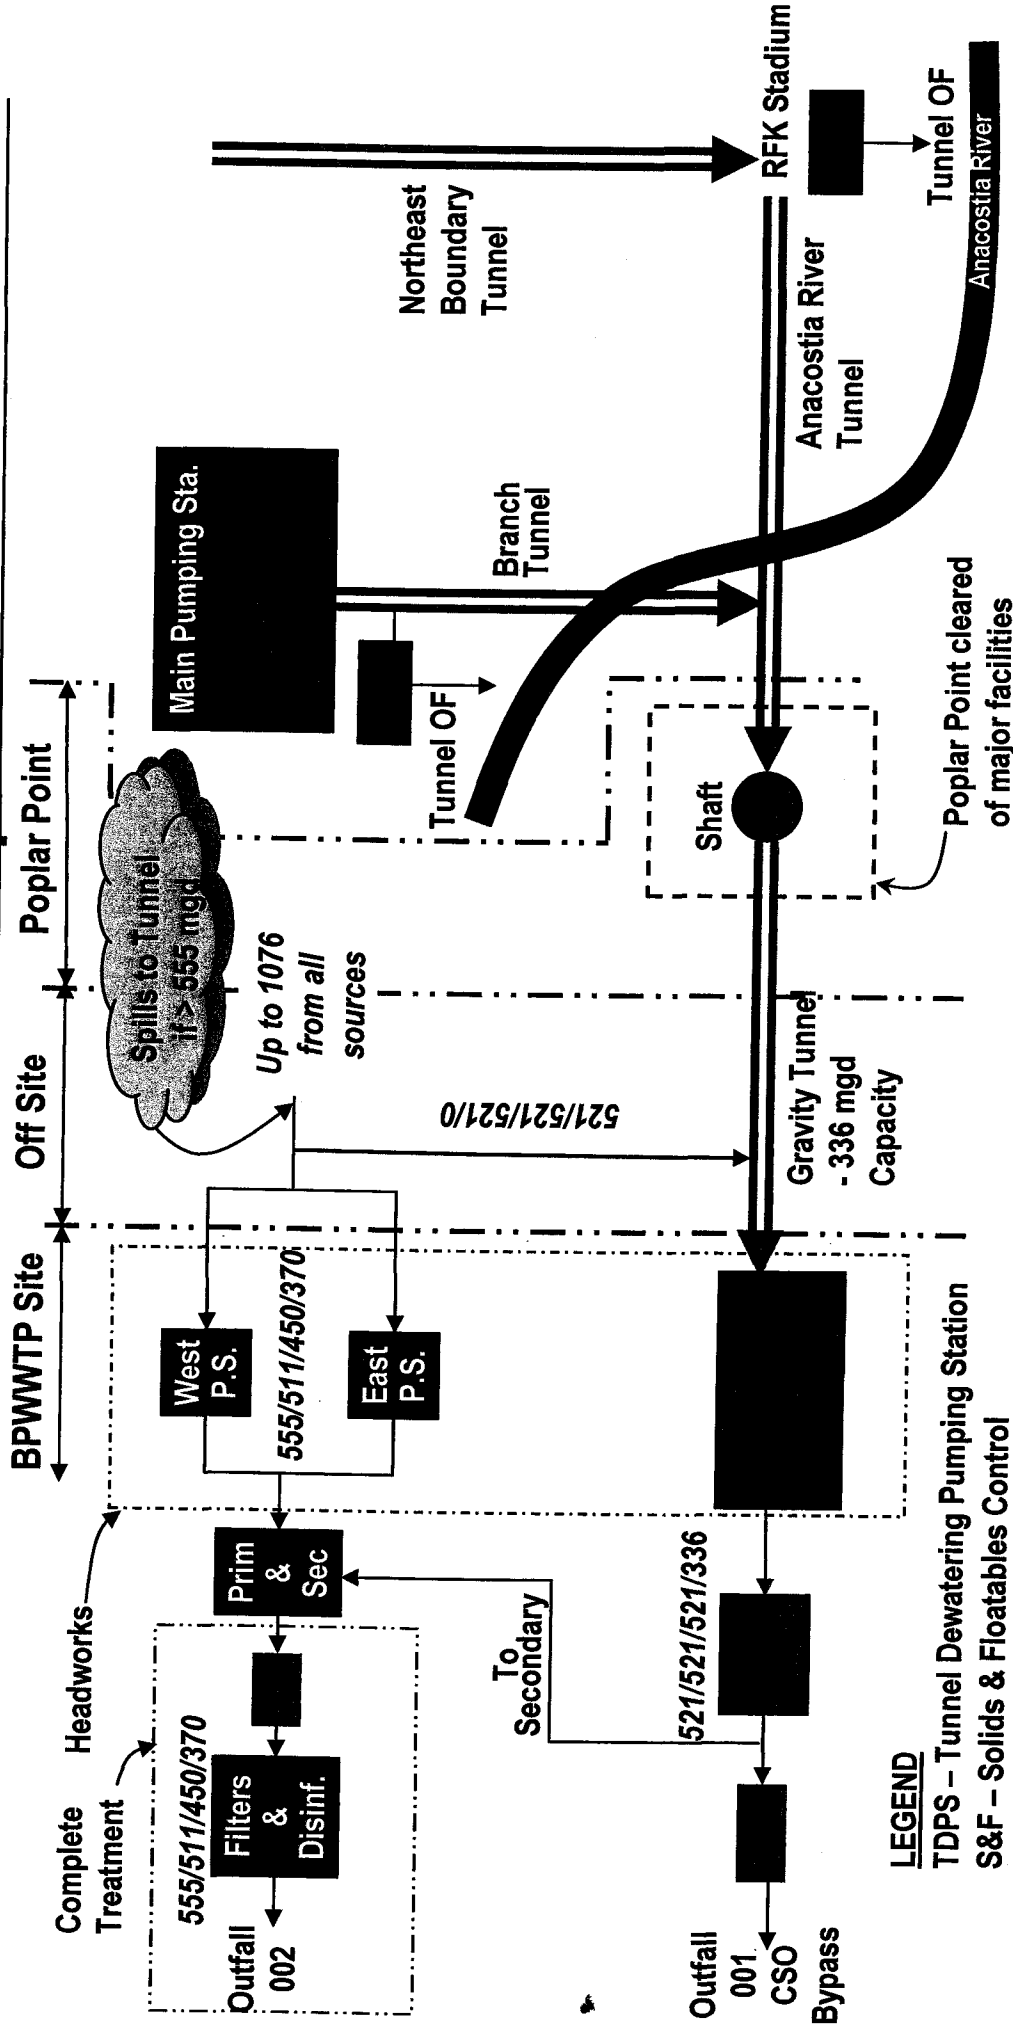 BPWWTP Site
Off Site
Poplar Point
Spills to Tunnel
if > 555 mgd
Main Pumping Sta.
Tunnel OF
Branch
Tunnel
Northeast
Boundary
Tunnel
RFK Stadium
Tunnel OF
Anacostia River
Anacostia River
Tunnel
Up to 1076
from all
sources
521/521/521/0
Headworks
Complete
Treatment
West
P.S.
555/511/450/370
East
P.S.
Prim
&
Sec
555/511/450/370
Filters
&
Disinf.
Outfall
002
To
Secondary
521/521/521/336
Outfall
001
CSO
Bypass
Shaft
Gravity Tunnel
- 336 mgd
Capacity
Poplar Point cleared
of major facilities
LEGEND
TDPS – Tunnel Dewatering Pumping Station
S&F – Solids & Floatables Control